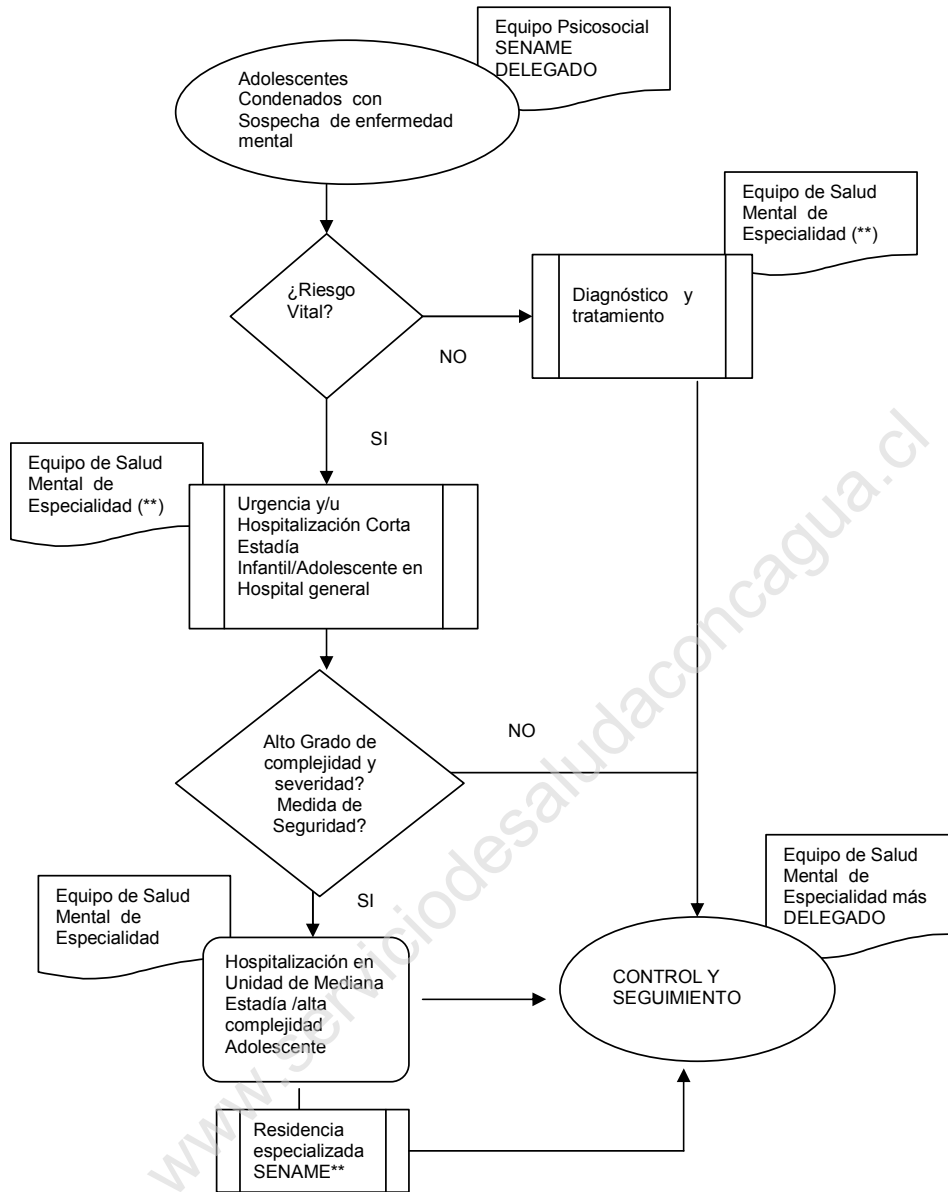 Equipo Psicosocial
SENAME
DELEGADO
Adolescentes
Condenados con
Sospecha de enfermedad
mental
Equipo de Salud
Mental de
Especialidad (**)
¿Riesgo
Vital?
Diagnóstico y
tratamiento
NO
SI
Equipo de Salud
Mental de
Especialidad (**)
Urgencia y/u
Hospitalización Corta
Estadía
Infantil/Adolescente en
Hospital general
NO
Alto Grado de
complejidad y
severidad?
Medida de
Seguridad?
Equipo de Salud
Mental de
Especialidad más
DELEGADO
SI
Equipo de Salud
Mental de
Especialidad
Hospitalización en
Unidad de Mediana
Estadía /alta
complejidad
Adolescente
CONTROL Y
SEGUIMIENTO
Residencia
especializada
SENAME**
www.serviciodesaludaconcagua.cl